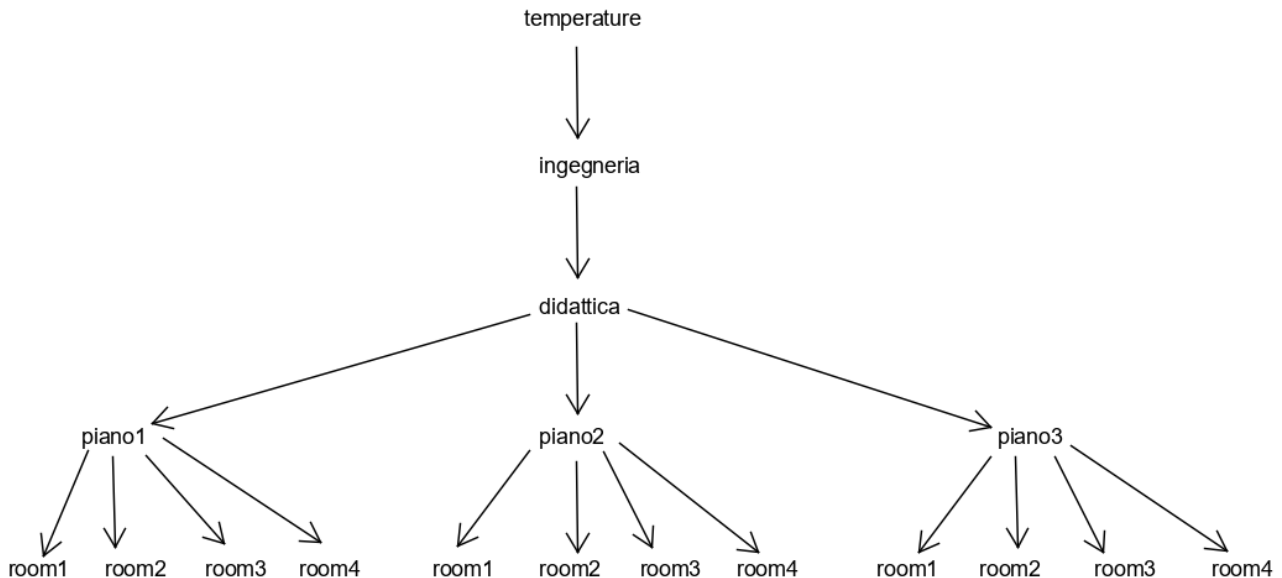 temperature
ingegneria
didattica
piano1 piano2 piano3
room1 room2 room3 room4 room1 room2 room3 room4 room1 room2 room3 room4